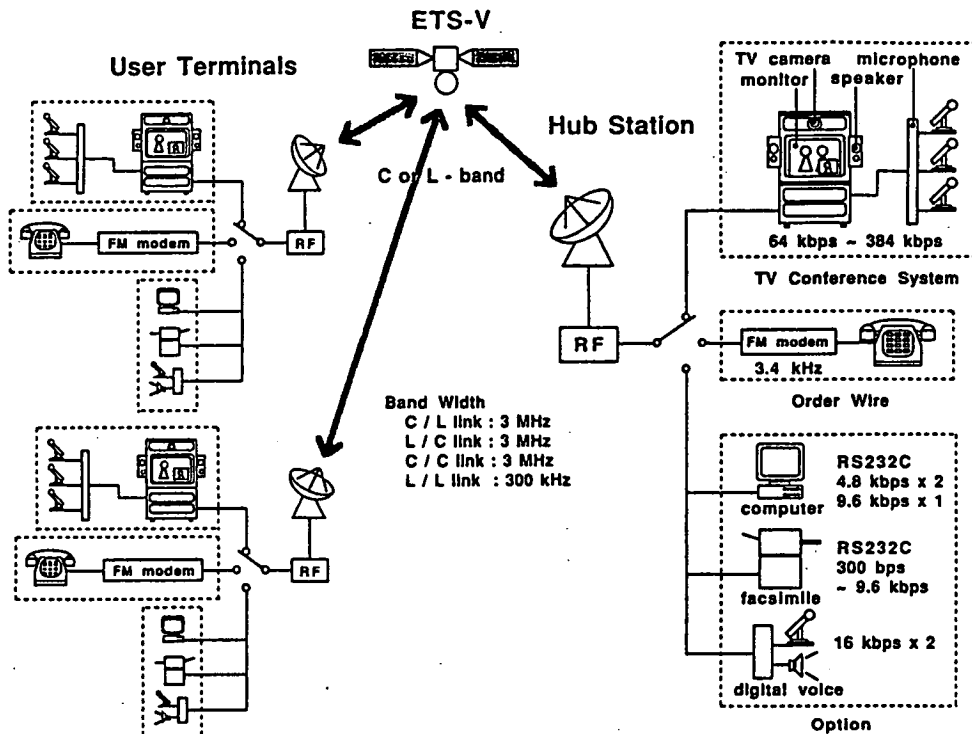 ETS-V
User Terminals
Hub Station
C or L - band
TV camera
microphone
monitor
speaker
64 kbps ~ 384 kbps
TV Conference System
FM modem
RF
RF
FM modem
3.4 kHz
Order Wire
Band Width
C / L link : 3 MHz
L / C link : 3 MHz
C / C link : 3 MHz
L / L link : 300 kHz
FM modem
RF
computer
RS232C
4.8 kbps x 2
9.6 kbps x 1
facsimile
RS232C
300 bps
~ 9.6 kbps
digital voice
16 kbps x 2
Option